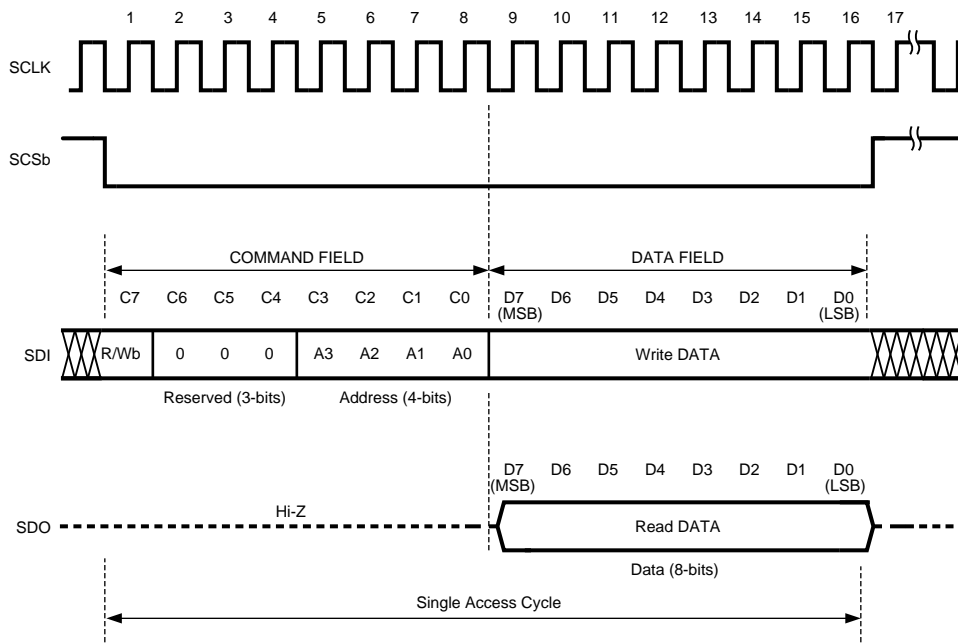 1 2 3 4 5 6 7 8 9 10 11 12 13 14 15 16 17
SCLK
SCSb
COMMAND FIELD DATA FIELD
C7 C6 C5 C4 C3 C2 C1 C0 D7 D6 D5 D4 D3 D2 D1 D0
(MSB) (LSB)
SDI R/Wb 0 0 0 A3 A2 A1 A0 Write DATA
Reserved (3-bits) Address (4-bits)
D7 D6 D5 D4 D3 D2 D1 D0
(MSB) (LSB)
Hi-Z
SDO Read DATA
Data (8-bits)
Single Access Cycle